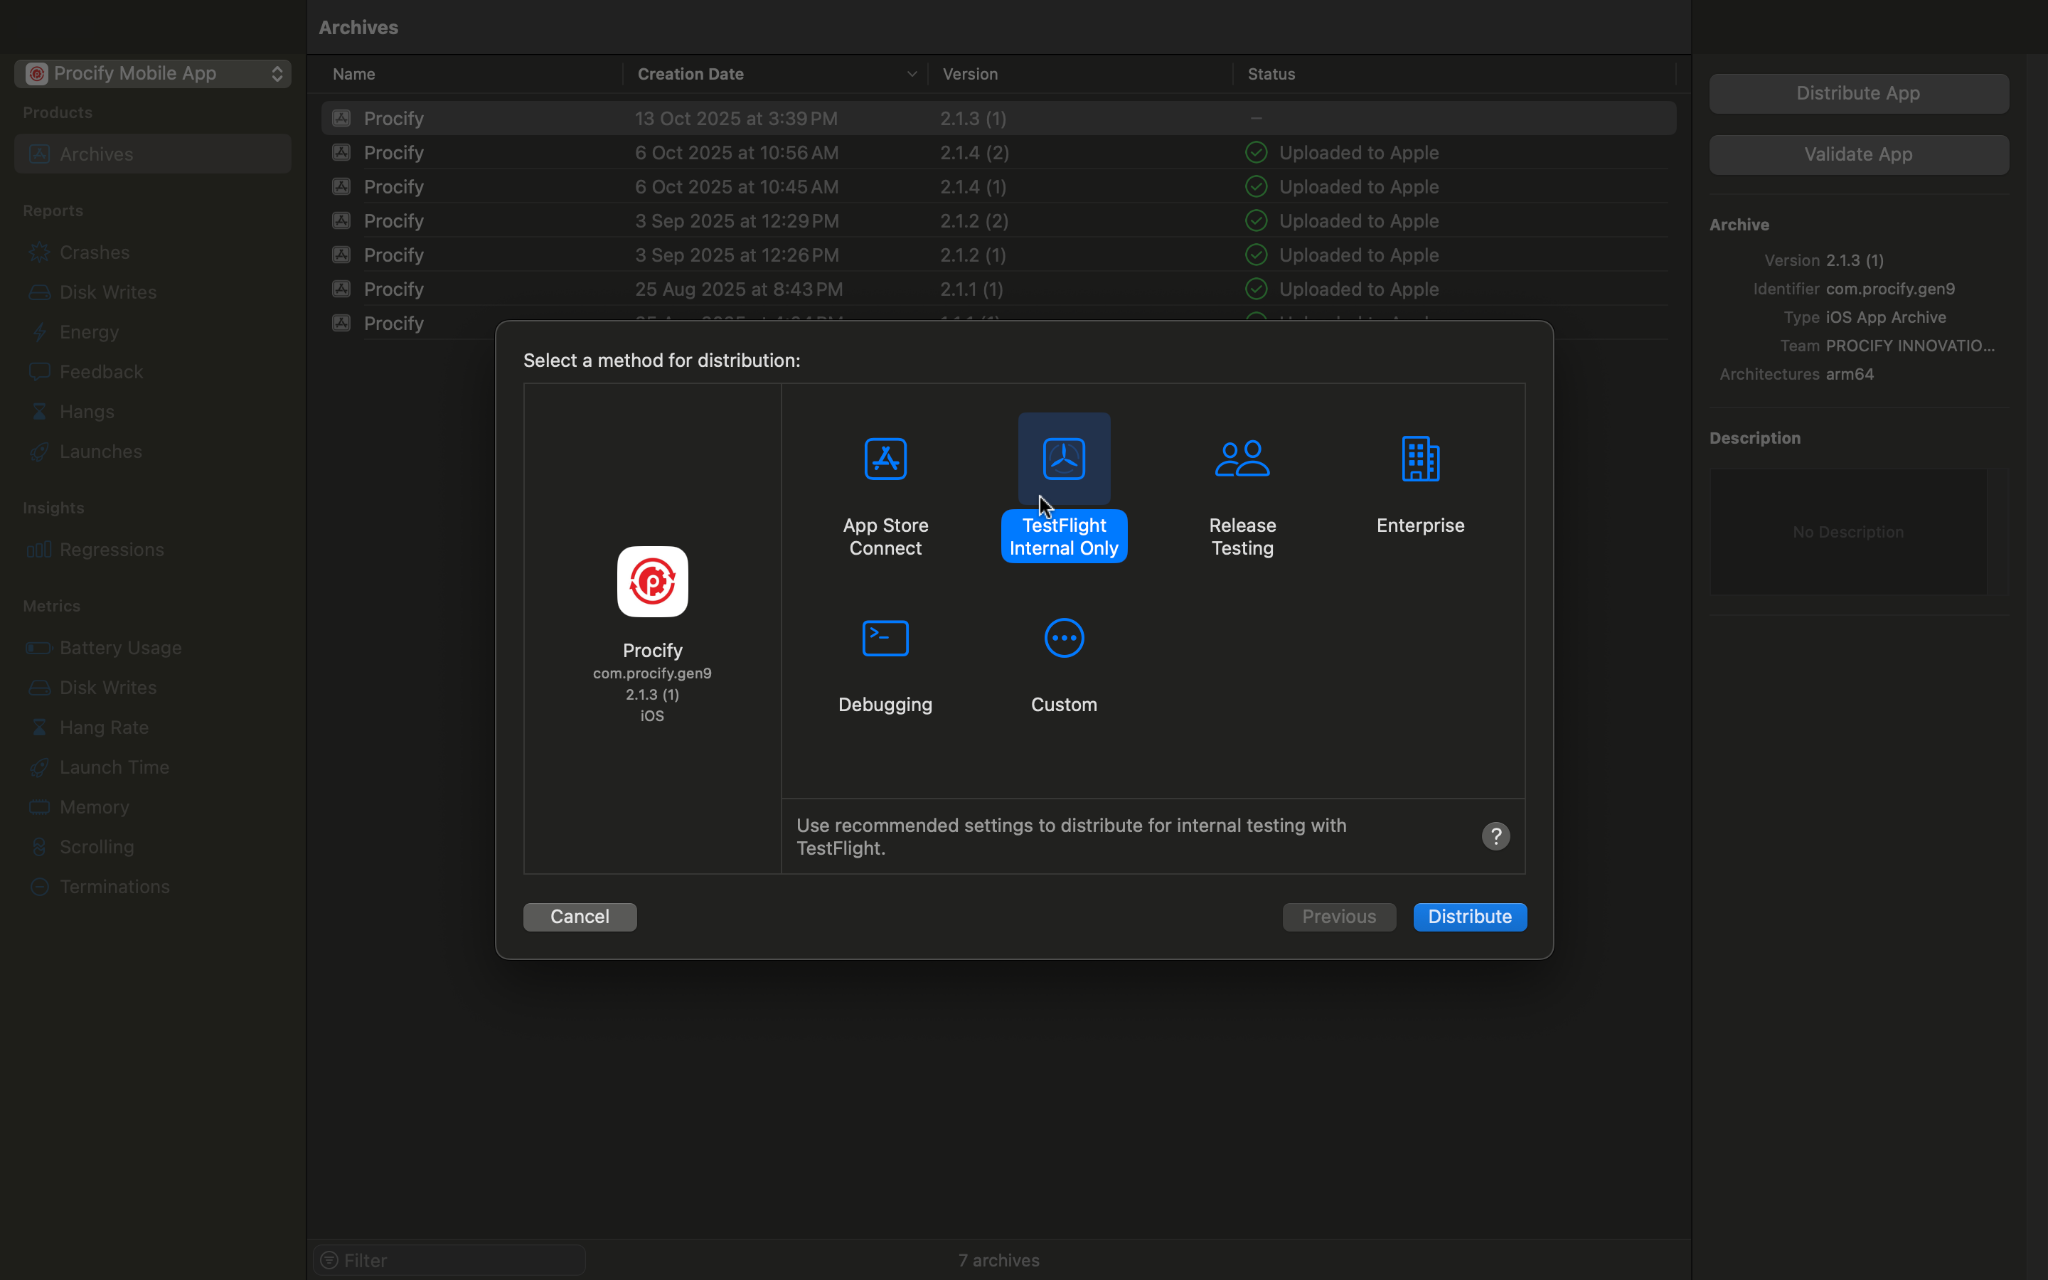 Archives
Procify Mobile App
Products
Archives
Reports
Crashes
Disk Writes
Energy
Feedback
Hangs
Launches
Insights
Regressions
Metrics
Battery Usage
Disk Writes
Hang Rate
Launch Time
Memory
Scrolling
Terminations
Name Creation Date Version Status
Procify 13 Oct 2025 at 3:39 PM 2.1.3 (1) –
Procify 6 Oct 2025 at 10:56 AM 2.1.4 (2) Uploaded to Apple
Procify 6 Oct 2025 at 10:45 AM 2.1.4 (1) Uploaded to Apple
Procify 3 Sep 2025 at 12:29 PM 2.1.2 (2) Uploaded to Apple
Procify 3 Sep 2025 at 12:26 PM 2.1.2 (1) Uploaded to Apple
Procify 25 Aug 2025 at 8:43 PM 2.1.1 (1) Uploaded to Apple
Procify
Select a method for distribution:
Procify
com.procify.gen9
2.1.3 (1)
iOS
App Store
Connect
TestFlight
Internal Only
Release
Testing
Enterprise
Debugging
Custom
Use recommended settings to distribute for internal testing with
TestFlight.
?
Cancel
Previous
Distribute
Filter
7 archives
Distribute App
Validate App
Archive
Version 2.1.3 (1)
Identifier com.procify.gen9
Type iOS App Archive
Team PROCIFY INNOVATIO...
Architectures arm64
Description
No Description